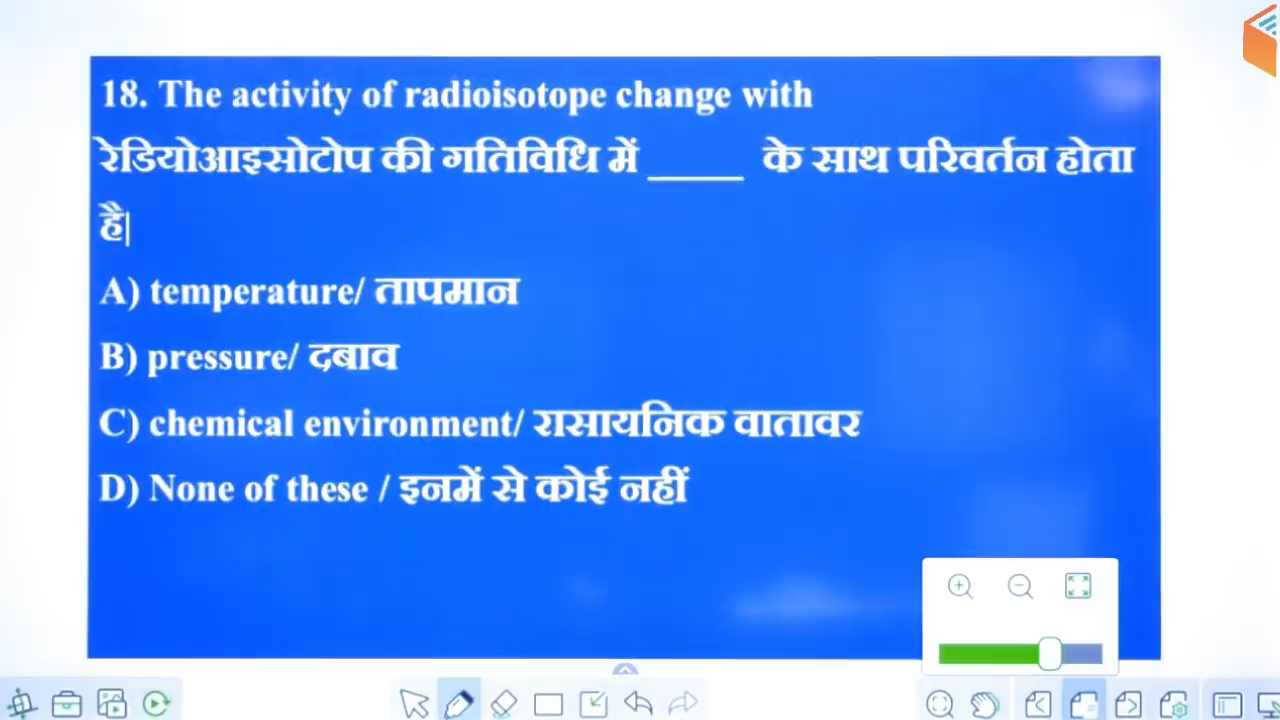 18. The activity of radioisotope change with
रेडियोआइसोटोप की गतिविधि में _____ के साथ परिवर्तन होता
है|
A) temperature/ तापमान
B) pressure/ दबाव
C) chemical environment/ रासायनिक वातावर
D) None of these / इनमें से कोई नहीं